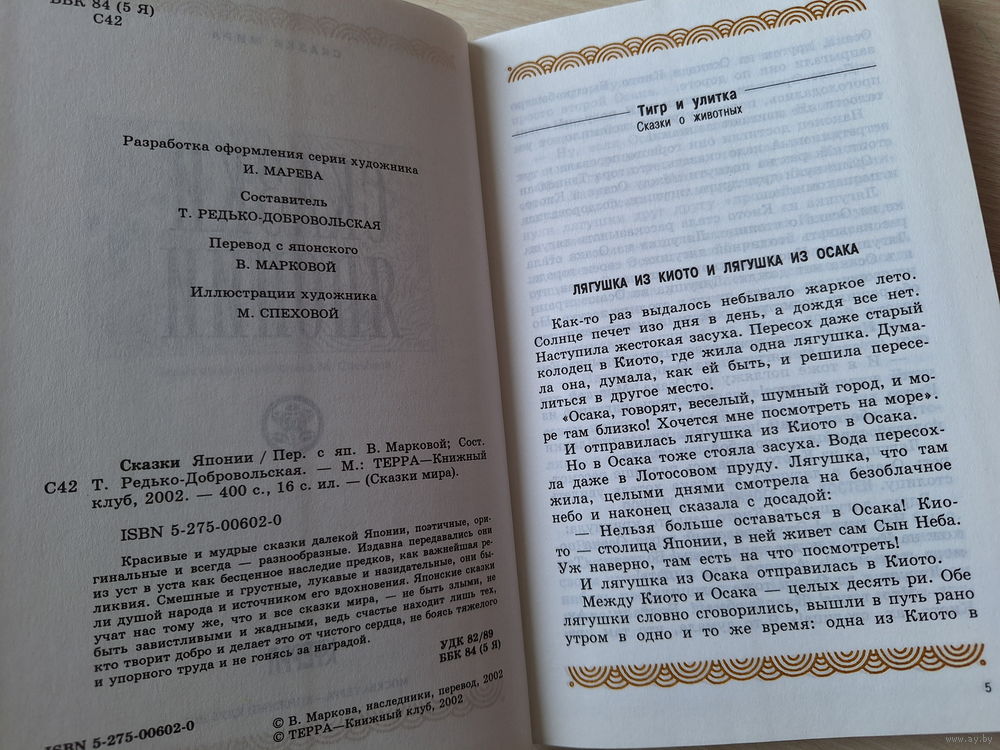 ББК 84 (5 Я)
С42
Разработка оформления серии художника
И. МАРЕВА
Составитель
Т. РЕДЬКО-ДОБРОВОЛЬСКАЯ
Перевод с японского
В. МАРКОВОЙ
Иллюстрации художника
М. СПЕХОВОЙ
Сказки Японии / Пер. с яп. В. Марковой; Сост.
С42 Т. Редько-Добровольская. — М.: ТЕРРА—Книжный
клуб, 2002. — 400 с., 16 с. ил. — (Сказки мира).
ISBN 5-275-00602-0
Красивые и мудрые сказки далекой Японии, поэтичные, ори-
гинальные и всегда — разнообразные. Издавна передавались они
из уст в уста как бесценное наследие предков, как важнейшая ре-
ликвия. Смешные и грустные, лукавые и назидательные, они бы-
ли душой народа и источником его вдохновения. Японские сказки
учат нас тому же, что и все сказки мира, — не быть злыми, не
быть завистливыми и жадными, ведь счастье находит лишь тех,
кто творит добро и делает это от чистого сердца, не боясь тяжелого
и упорного труда и не гонясь за наградой.
УДК 82/89
ББК 84 (5 Я)
ISBN 5-275-00602-0
© В. Маркова, наследники, перевод, 2002
© ТЕРРА—Книжный клуб, 2002
Тигр и улитка
Сказки о животных
ЛЯГУШКА ИЗ КИОТО И ЛЯГУШКА ИЗ ОСАКА
Как-то раз выдалось небывало жаркое лето.
Солнце печет изо дня в день, а дождя все нет.
Наступила жестокая засуха. Пересох даже старый
колодец в Киото, где жила одна лягушка. Дума-
ла она, думала, как ей быть, и решила пересе-
литься в другое место.
«Осака, говорят, веселый, шумный город, и мо-
ре там близко! Хочется мне посмотреть на море».
И отправилась лягушка из Киото в Осака.
Но в Осака тоже стояла засуха. Вода пересох-
ла даже в Лотосовом пруду. Лягушка, что там
жила, целыми днями смотрела на безоблачное
небо и наконец сказала с досадой:
— Нельзя больше оставаться в Осака! Кио-
то — столица Японии, в ней живет сам Сын Неба.
Уж наверно, там есть на что посмотреть!
И лягушка из Осака отправилась в Киото.
Между Киото и Осака — целых десять ри. Обе
лягушки словно сговорились, вышли в путь рано
утром в одно и то же время: одна из Киото в
5
www.ay.by